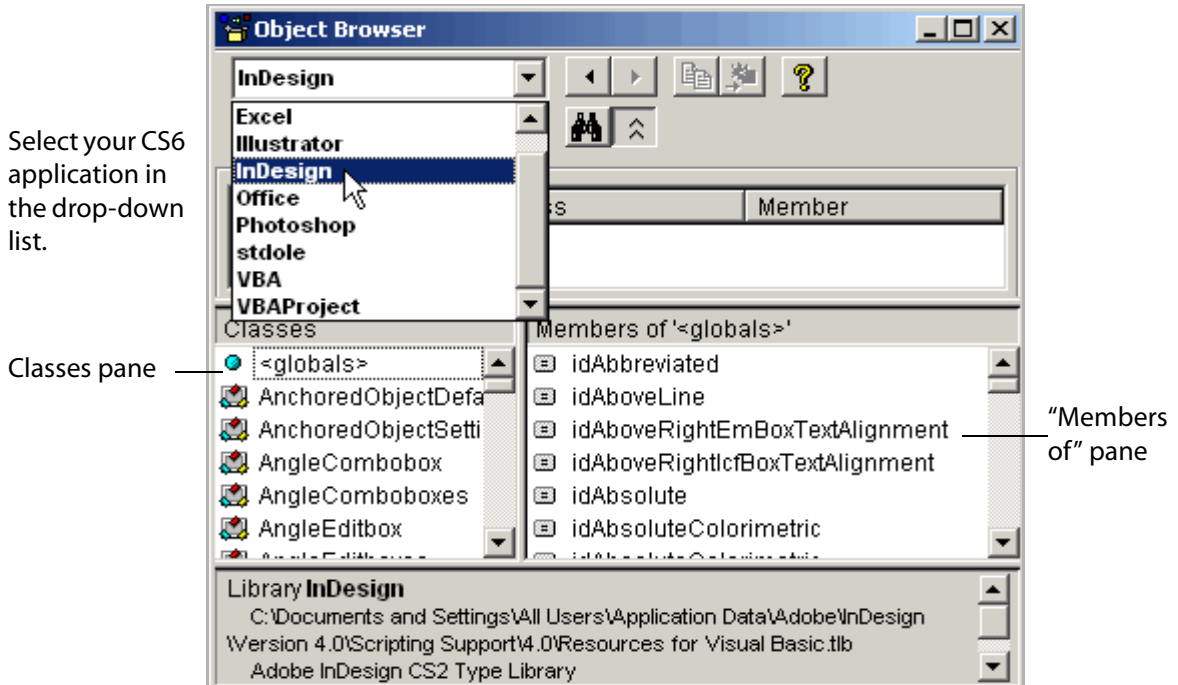 Object Browser
InDesign
Excel
Illustrator
InDesign
Office
Photoshop
stdole
VBA
VBAProject
Select your CS6
application in
the drop-down
list.
ss
Member
Classes
Members of '<globals>'
Classes pane
<globals>
AnchoredObjectDefa
AnchoredObjectSetti
AngleCombobox
AngleComboboxes
AngleEditbox
idAbbreviated
idAboveLine
idAboveRightEmBoxTextAlignment
idAboveRightIcfBoxTextAlignment
idAbsolute
idAbsoluteColorimetric
"Members
of" pane
Library InDesign
C:\Documents and Settings\All Users\Application Data\Adobe\InDesign
\Version 4.0\Scripting Support\4.0\Resources for Visual Basic.tlb
Adobe InDesign CS2 Type Library